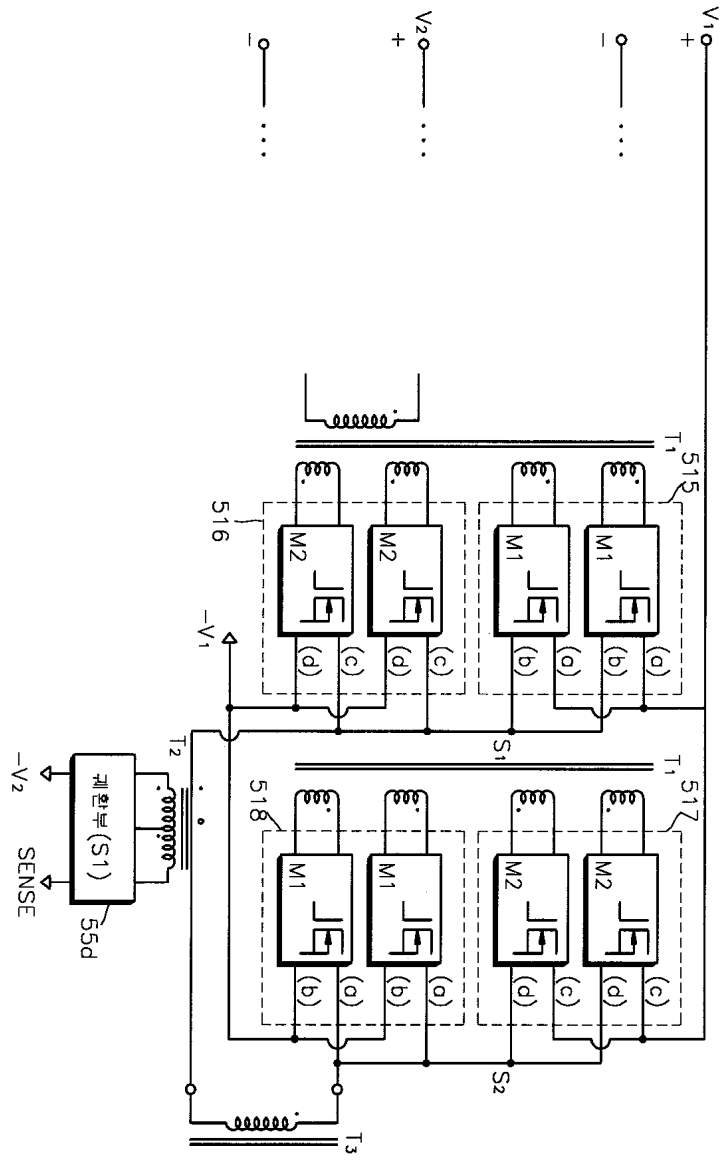 V1
+
−
V2
+
−
T1
515
M1
(a)
(b)
M1
(a)
(b)
516
M2
(c)
(d)
M2
(c)
(d)
S1
−V1
T1
517
M2
(c)
(d)
M2
(c)
(d)
518
M1
(a)
(b)
M1
(a)
(b)
S2
T2
T3
궤환부(S1)
55d
−V2
SENSE